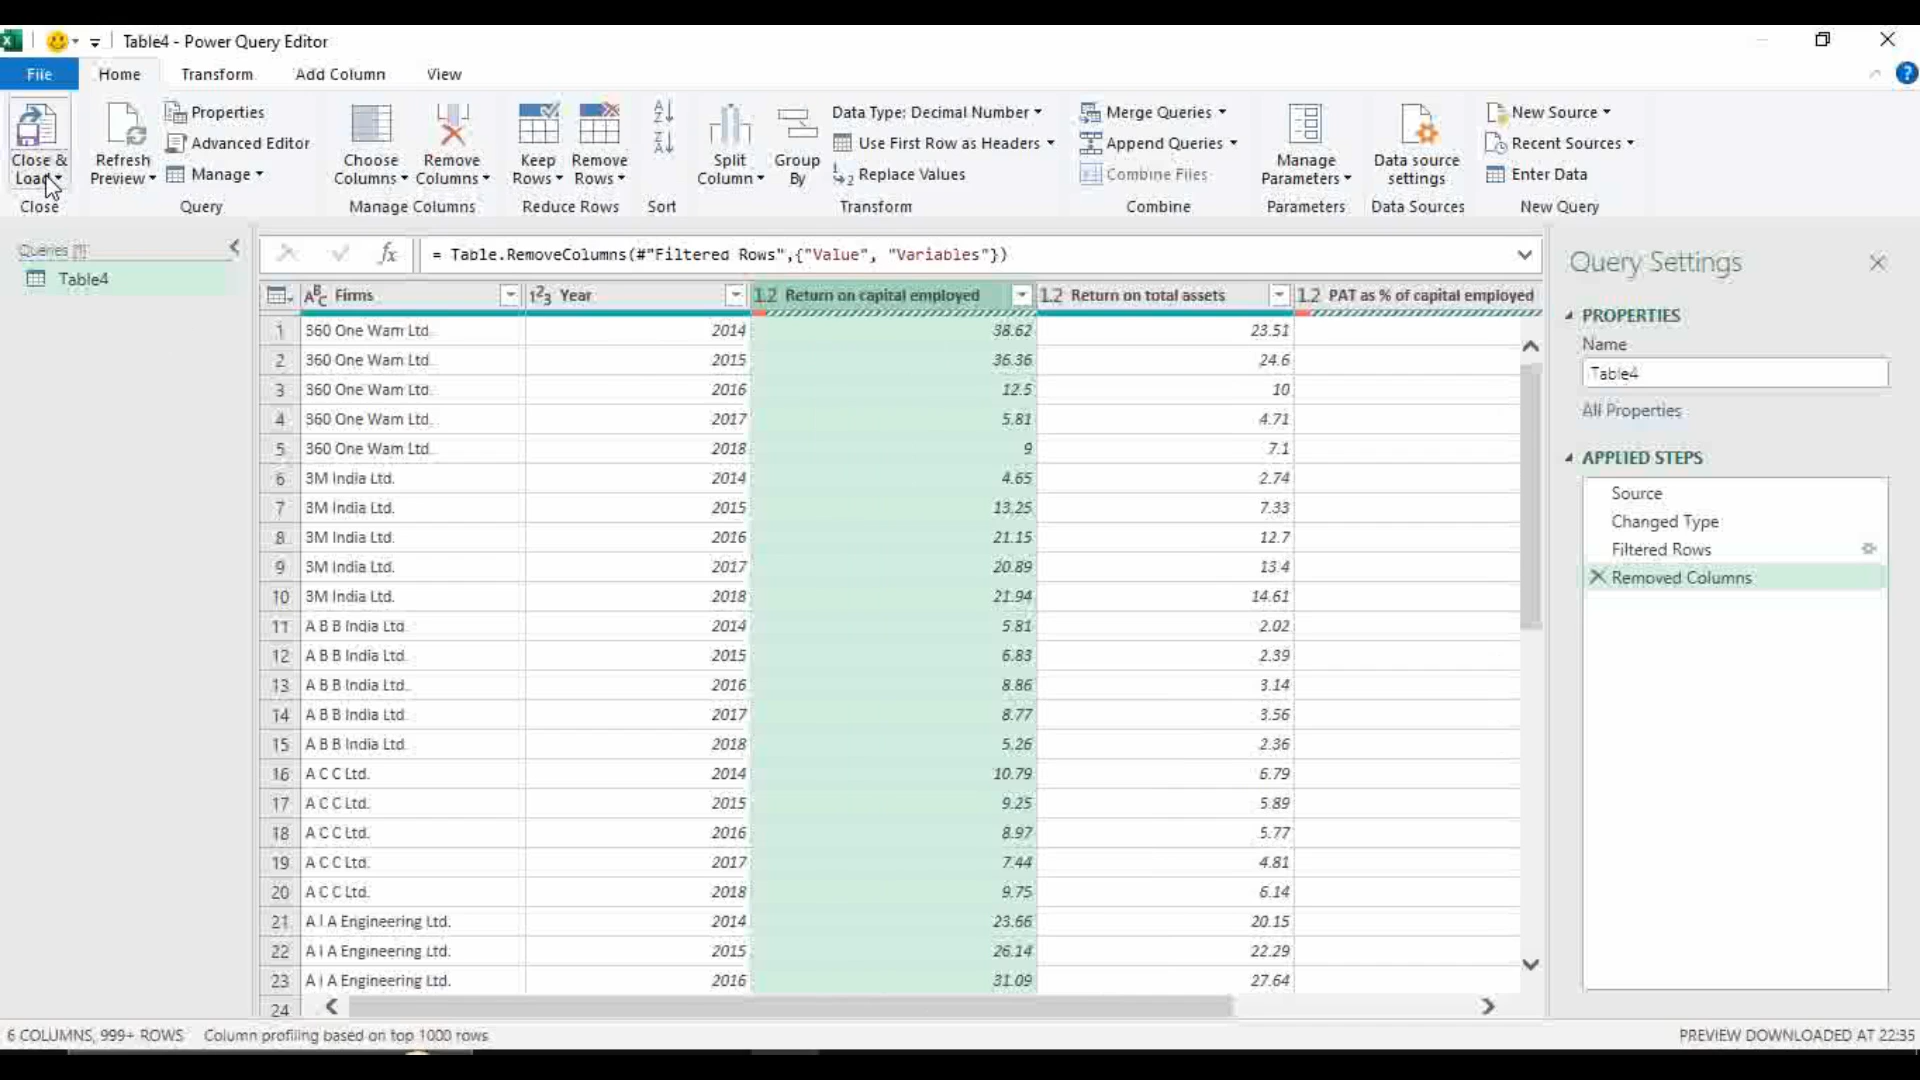 Table4 - Power Query Editor
File Home Transform Add Column View
Close & Load
Refresh Preview
Properties
Advanced Editor
Manage
Choose Columns
Remove Columns
Keep Rows
Remove Rows
Split Column
Group By
Data Type: Decimal Number
Use First Row as Headers
Replace Values
Merge Queries
Append Queries
Combine Files
Manage Parameters
Data source settings
New Source
Recent Sources
Enter Data
Close Query Manage Columns Reduce Rows Sort Transform Combine Parameters Data Sources New Query
Queries [1]
Table4
fx = Table.RemoveColumns(#"Filtered Rows",{"Value", "Variables"})
ABC Firms 123 Year 1.2 Return on capital employed 1.2 Return on total assets 1.2 PAT as % of capital employed
1 360 One Wam Ltd. 2014 38.62 23.51
2 360 One Wam Ltd. 2015 36.36 24.6
3 360 One Wam Ltd. 2016 12.5 10
4 360 One Wam Ltd. 2017 5.81 4.71
5 360 One Wam Ltd. 2018 9 7.1
6 3M India Ltd. 2014 4.65 2.74
7 3M India Ltd. 2015 13.25 7.33
8 3M India Ltd. 2016 21.15 12.7
9 3M India Ltd. 2017 20.89 13.4
10 3M India Ltd. 2018 21.94 14.61
11 A B B India Ltd. 2014 5.81 2.02
12 A B B India Ltd. 2015 6.83 2.39
13 A B B India Ltd. 2016 8.86 3.14
14 A B B India Ltd. 2017 8.77 3.56
15 A B B India Ltd. 2018 5.26 2.36
16 A C C Ltd. 2014 10.79 6.79
17 A C C Ltd. 2015 9.25 5.89
18 A C C Ltd. 2016 8.97 5.77
19 A C C Ltd. 2017 7.44 4.81
20 A C C Ltd. 2018 9.75 6.14
21 A I A Engineering Ltd. 2014 23.66 20.15
22 A I A Engineering Ltd. 2015 26.14 22.29
23 A I A Engineering Ltd. 2016 31.09 27.64
24
Query Settings
PROPERTIES
Name
Table4
All Properties
APPLIED STEPS
Source
Changed Type
Filtered Rows
Removed Columns
6 COLUMNS, 999+ ROWS Column profiling based on top 1000 rows PREVIEW DOWNLOADED AT 22:35